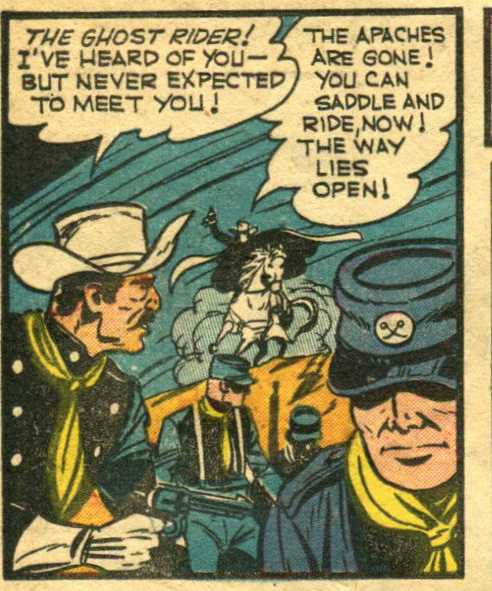 THE GHOST RIDER!
I'VE HEARD OF YOU—
BUT NEVER EXPECTED
TO MEET YOU!
THE APACHES
ARE GONE!
YOU CAN
SADDLE AND
RIDE, NOW!
THE WAY
LIES
OPEN!